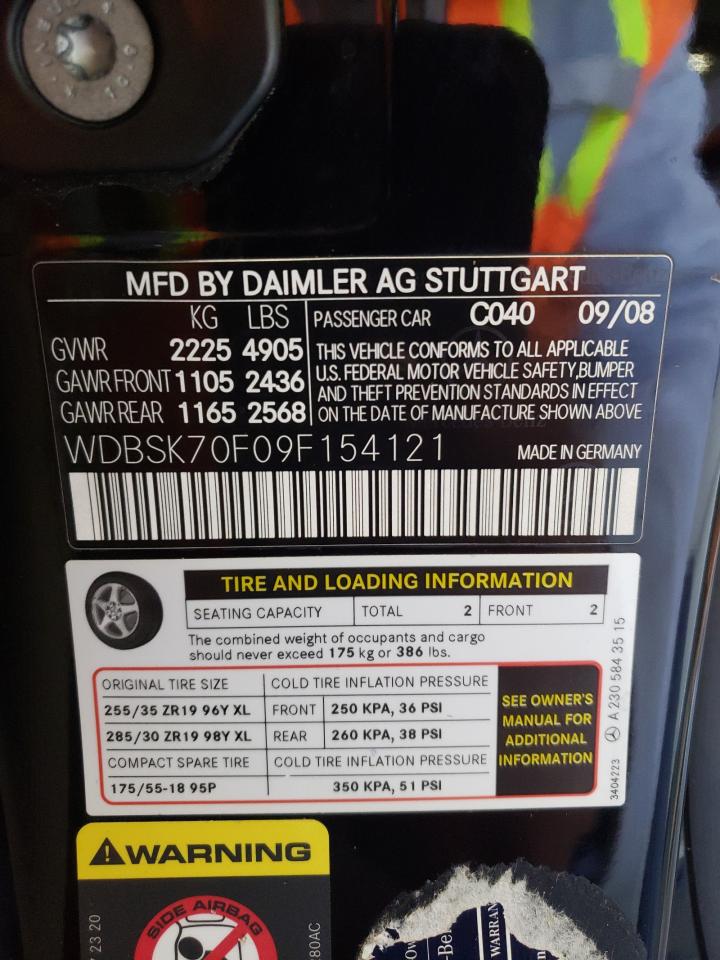 MFD BY DAIMLER AG STUTTGART
KG LBS
GVWR 2225 4905
GAWR FRONT 1105 2436
GAWR REAR 1165 2568
PASSENGER CAR C040 09/08
THIS VEHICLE CONFORMS TO ALL APPLICABLE
U.S. FEDERAL MOTOR VEHICLE SAFETY, BUMPER
AND THEFT PREVENTION STANDARDS IN EFFECT
ON THE DATE OF MANUFACTURE SHOWN ABOVE
WDBSK70F09F154121 MADE IN GERMANY
TIRE AND LOADING INFORMATION
SEATING CAPACITY TOTAL 2 FRONT 2
The combined weight of occupants and cargo
should never exceed 175 kg or 386 lbs.
ORIGINAL TIRE SIZE COLD TIRE INFLATION PRESSURE
255/35 ZR19 96Y XL FRONT 250 KPA, 36 PSI
285/30 ZR19 98Y XL REAR 260 KPA, 38 PSI
COMPACT SPARE TIRE COLD TIRE INFLATION PRESSURE
175/55-18 95P 350 KPA, 51 PSI
SEE OWNER'S
MANUAL FOR
ADDITIONAL
INFORMATION
3404223 A 230 584 35 15
WARNING
SIDE AIRBAG
23 20
80AC
WARRAN